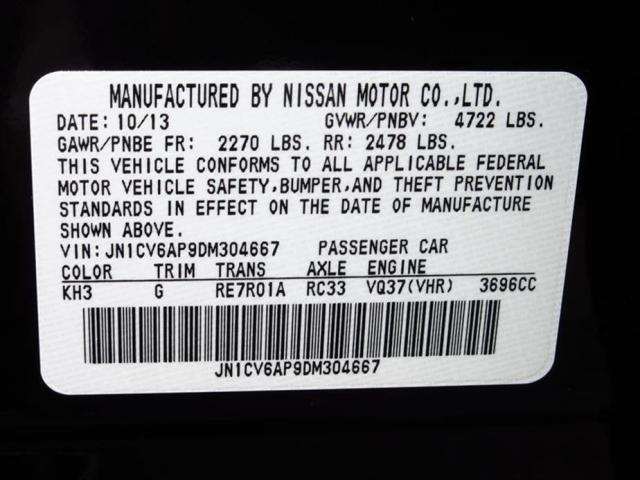 MANUFACTURED BY NISSAN MOTOR CO.,LTD.
DATE: 10/13 GVWR/PNBV: 4722 LBS.
GAWR/PNBE FR: 2270 LBS. RR: 2478 LBS.
THIS VEHICLE CONFORMS TO ALL APPLICABLE FEDERAL
MOTOR VEHICLE SAFETY,BUMPER,AND THEFT PREVENTION
STANDARDS IN EFFECT ON THE DATE OF MANUFACTURE
SHOWN ABOVE.
VIN: JN1CV6AP9DM304667 PASSENGER CAR
COLOR TRIM TRANS AXLE ENGINE
KH3 G RE7R01A RC33 VQ37(VHR) 3696CC
JN1CV6AP9DM304667